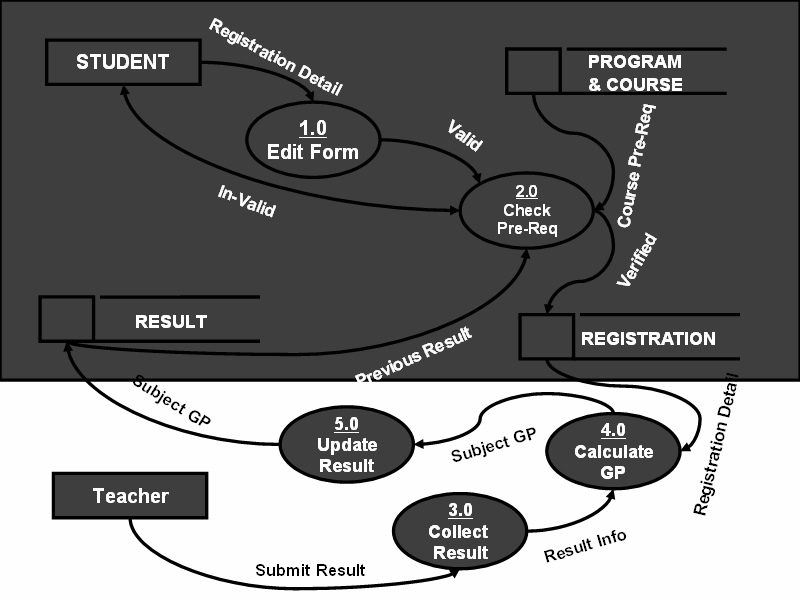 Registration Detail
STUDENT
PROGRAM
& COURSE
1.0
Edit Form
Valid
Course Pre-Req
2.0
Check
Pre-Req
In-Valid
Verified
RESULT
REGISTRATION
Previous Result
Subject GP
Registration Detail
5.0
Update
Result
Subject GP
4.0
Calculate
GP
Teacher
3.0
Collect
Result
Result Info
Submit Result